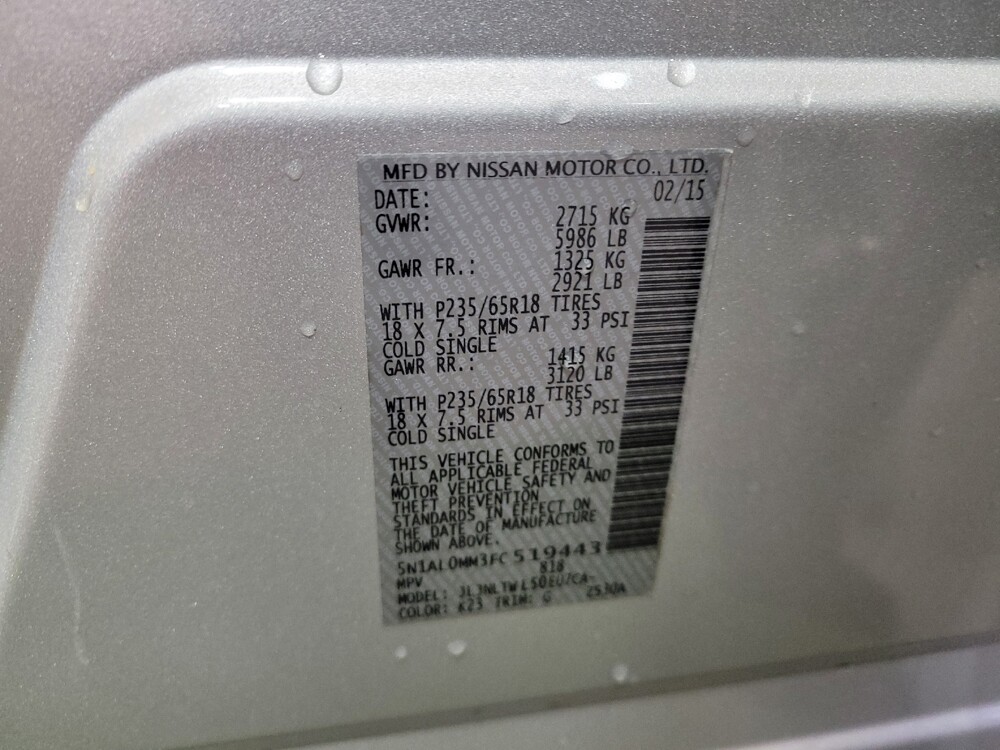 MFD BY NISSAN MOTOR CO., LTD.
DATE: 02/15
GVWR: 2715 KG
5986 LB
GAWR FR.: 1325 KG
2921 LB
WITH P235/65R18 TIRES
18 X 7.5 RIMS AT 33 PSI
COLD SINGLE
GAWR RR.: 1415 KG
3120 LB
WITH P235/65R18 TIRES
18 X 7.5 RIMS AT 33 PSI
COLD SINGLE
THIS VEHICLE CONFORMS TO
ALL APPLICABLE FEDERAL
MOTOR VEHICLE SAFETY AND
THEFT PREVENTION
STANDARDS IN EFFECT ON
THE DATE OF MANUFACTURE
SHOWN ABOVE.
5N1AL0MM3FC519443
818
MPV
MODEL:
COLOR: K23 TRIM: G